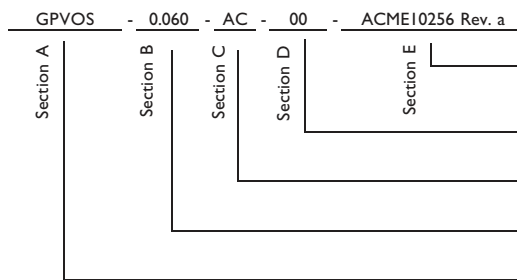 GPVOS - 0.060 - AC - 00 - ACME10256 Rev. a
Section A
Section B
Section C
Section D
Section E